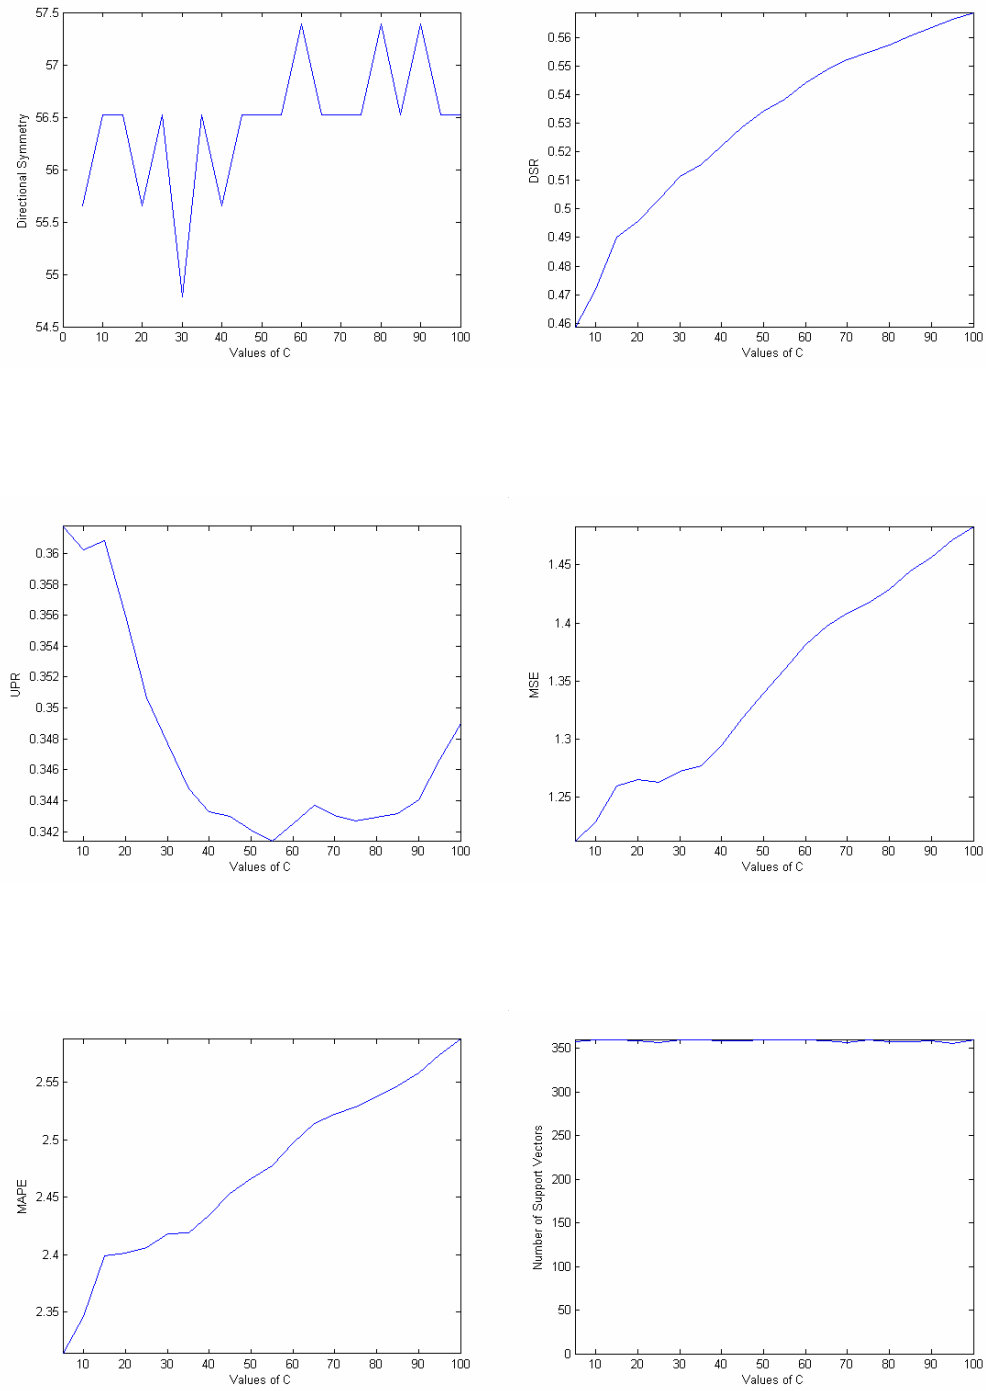 57.5
57
56.5
56
55.5
55
54.5
Directional Symmetry
0 10 20 30 40 50 60 70 80 90 100
Values of C
0.56
0.55
0.54
0.53
0.52
0.51
0.5
0.49
0.48
0.47
0.46
DSR
10 20 30 40 50 60 70 80 90 100
Values of C
0.36
0.358
0.356
0.354
0.352
0.35
0.348
0.346
0.344
0.342
UPR
10 20 30 40 50 60 70 80 90 100
Values of C
1.45
1.4
1.35
1.3
1.25
MSE
10 20 30 40 50 60 70 80 90 100
Values of C
2.55
2.5
2.45
2.4
2.35
MAPE
10 20 30 40 50 60 70 80 90 100
Values of C
350
300
250
200
150
100
50
0
Number of Support Vectors
10 20 30 40 50 60 70 80 90 100
Values of C